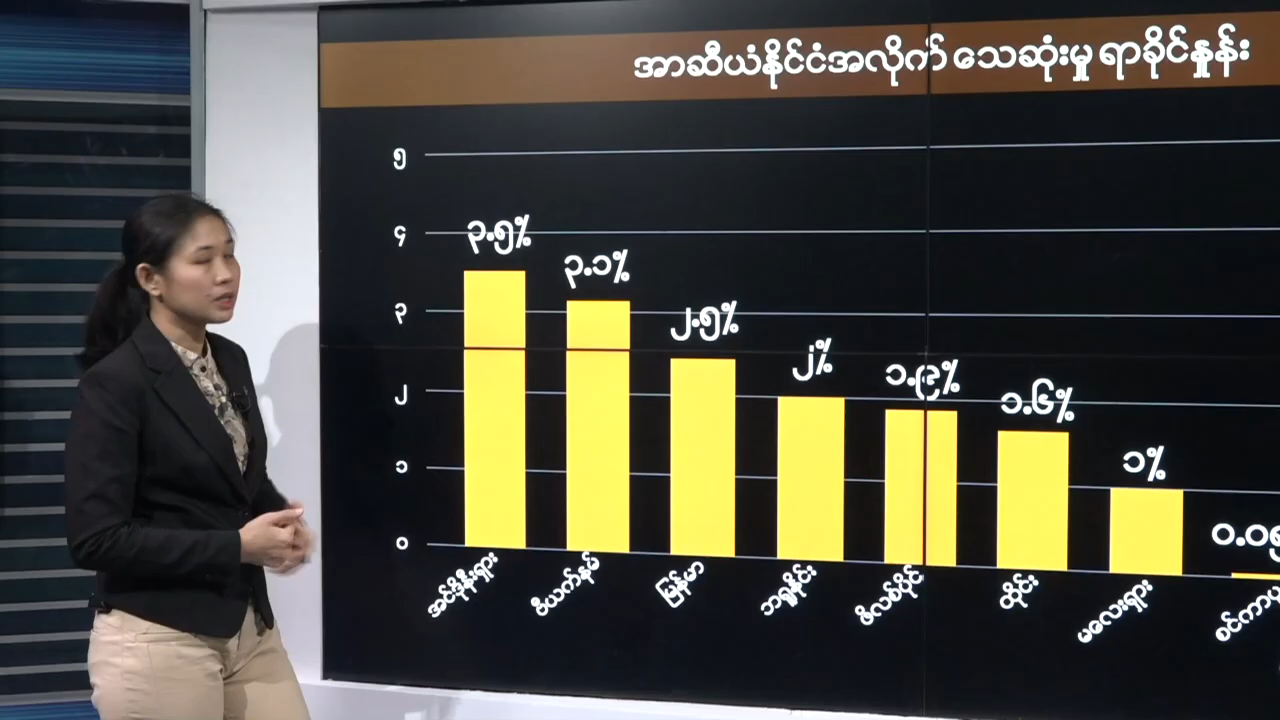 အာဆီယံနိုင်ငံအလိုက် သေဆုံးမှု ရာခိုင်နှုန်း
၅
၄
၃
၂
၁
၀
၃.၅%
၃.၁%
၂.၅%
၂%
၁.၉%
၁.၆%
၁%
အင်ဒိုနီးရှား
ဗီယက်နမ်
မြန်မာ
ဘရူနိုင်း
ဖိလစ်ပိုင်
ထိုင်း
မလေးရှား